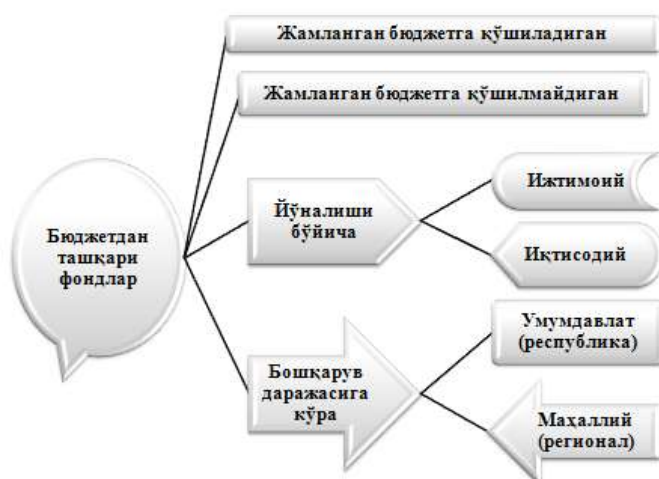 Жамланган бюджетга қўшиладиган
Жамланган бюджетга қўшилмайдиган
Бюджетдан
ташқари
фондлар
Йўналиши
бўйича
Ижтимоий
Иқтисодий
Бошқарув
даражасига
кўра
Умумдавлат
(республика)
Маҳаллий
(регионал)